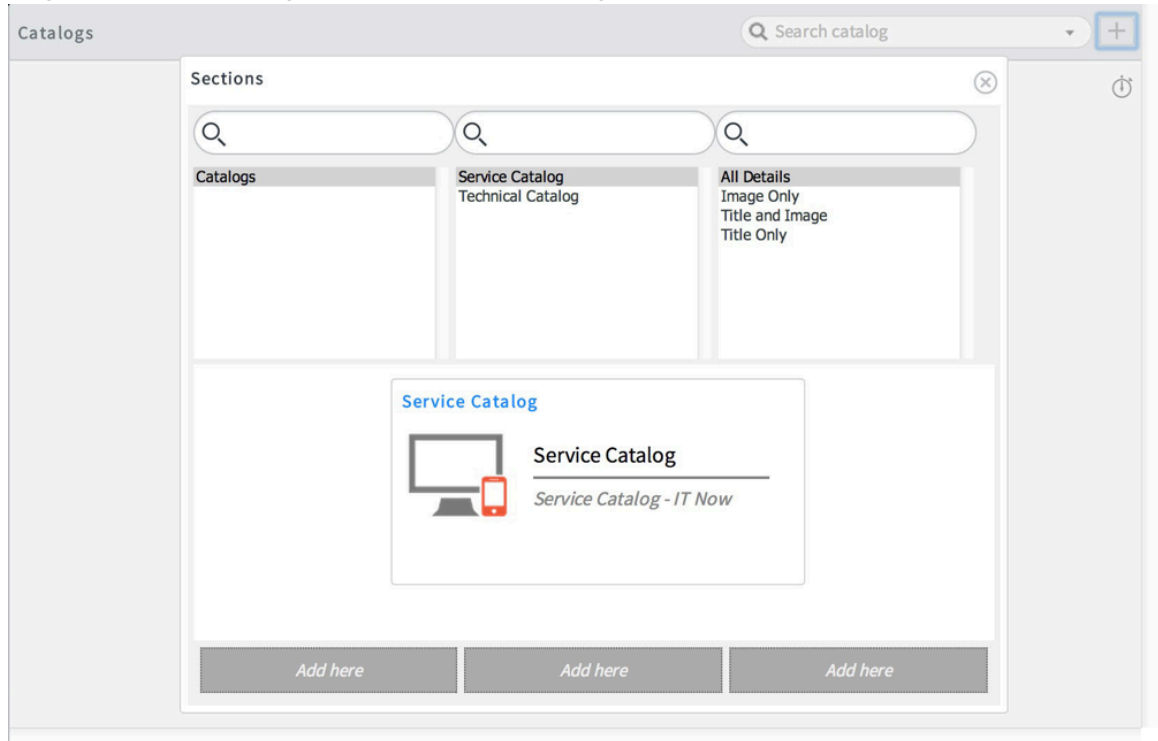 Catalogs
Search catalog
Sections
Catalogs
Service Catalog
Technical Catalog
All Details
Image Only
Title and Image
Title Only
Service Catalog
Service Catalog
Service Catalog - IT Now
Add here
Add here
Add here